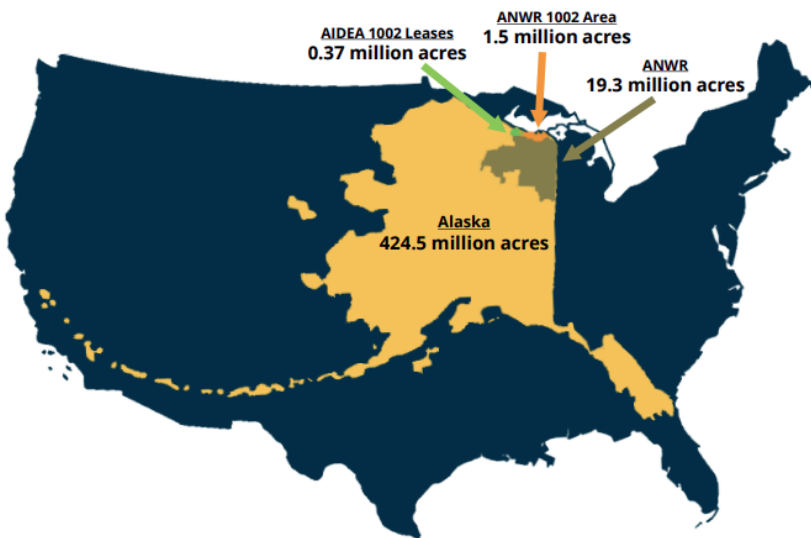 AIDEA 1002 Leases
0.37 million acres
ANWR 1002 Area
1.5 million acres
ANWR
19.3 million acres
Alaska
424.5 million acres